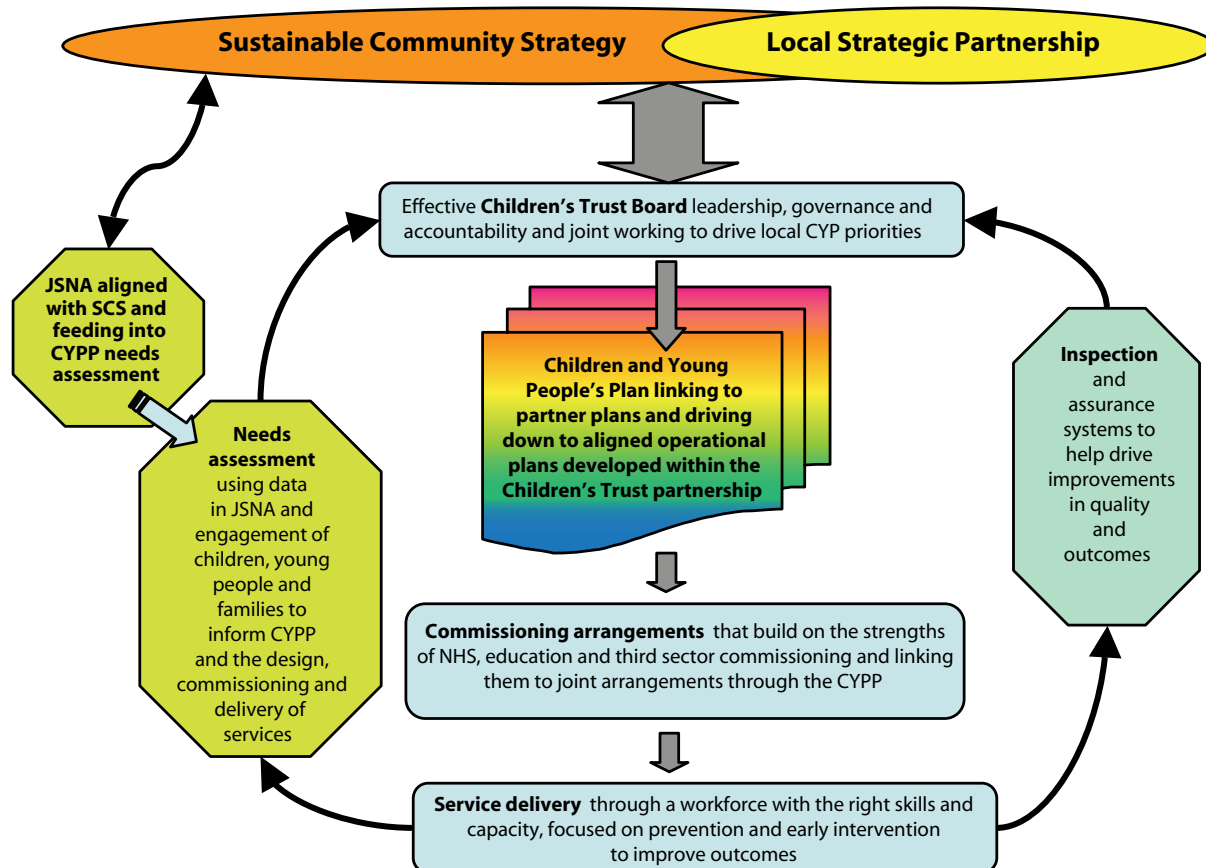 Sustainable Community Strategy
Local Strategic Partnership
Effective Children’s Trust Board leadership, governance and
accountability and joint working to drive local CYP priorities
JSNA aligned
with SCS and
feeding into
CYPP needs
assessment
Children and Young
People’s Plan linking to
partner plans and driving
down to aligned operational
plans developed within the
Children’s Trust partnership
Inspection
and
assurance
systems to
help drive
improvements
in quality
and
outcomes
Needs
assessment
using data
in JSNA and
engagement of
children, young
people and
families to
inform CYPP
and the design,
commissioning and
delivery of
services
Commissioning arrangements that build on the strengths
of NHS, education and third sector commissioning and linking
them to joint arrangements through the CYPP
Service delivery through a workforce with the right skills and
capacity, focused on prevention and early intervention
to improve outcomes